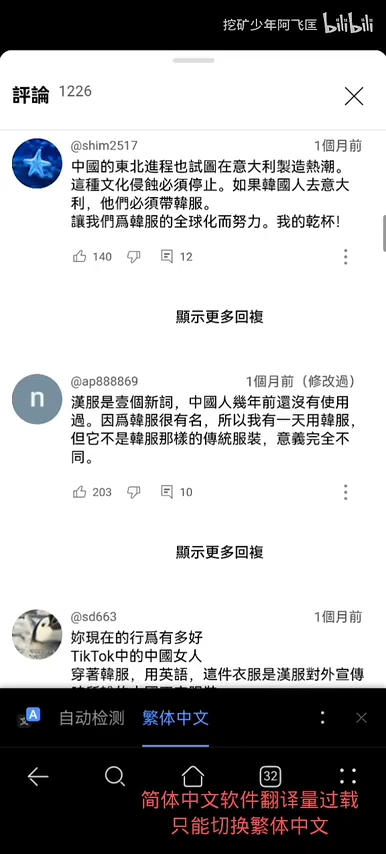 挖矿少年阿飞匡 bilibili
評論 1226
@shim2517 1個月前
中國的東北進程也試圖在意大利製造熱潮。
這種文化侵蝕必須停止。如果韓國人去意大
利，他們必須帶韓服。
讓我們爲韓服的全球化而努力。我的乾杯！
140 12
顯示更多回複
n
@ap888869 1個月前（修改過）
漢服是壹個新詞，中國人幾年前還沒有使用
過。因爲韓服很有名，所以我有一天用韓服，
但它不是韓服那樣的傳統服裝，意義完全不
同。
203 10
顯示更多回複
@sd663 1個月前
妳現在的行爲有多好
TikTok中的中國女人
穿著韓服，用英語，這件衣服是漢服對外宣傳
文A 自动检测 繁体中文
32
简体中文软件翻译量过载
只能切换繁体中文